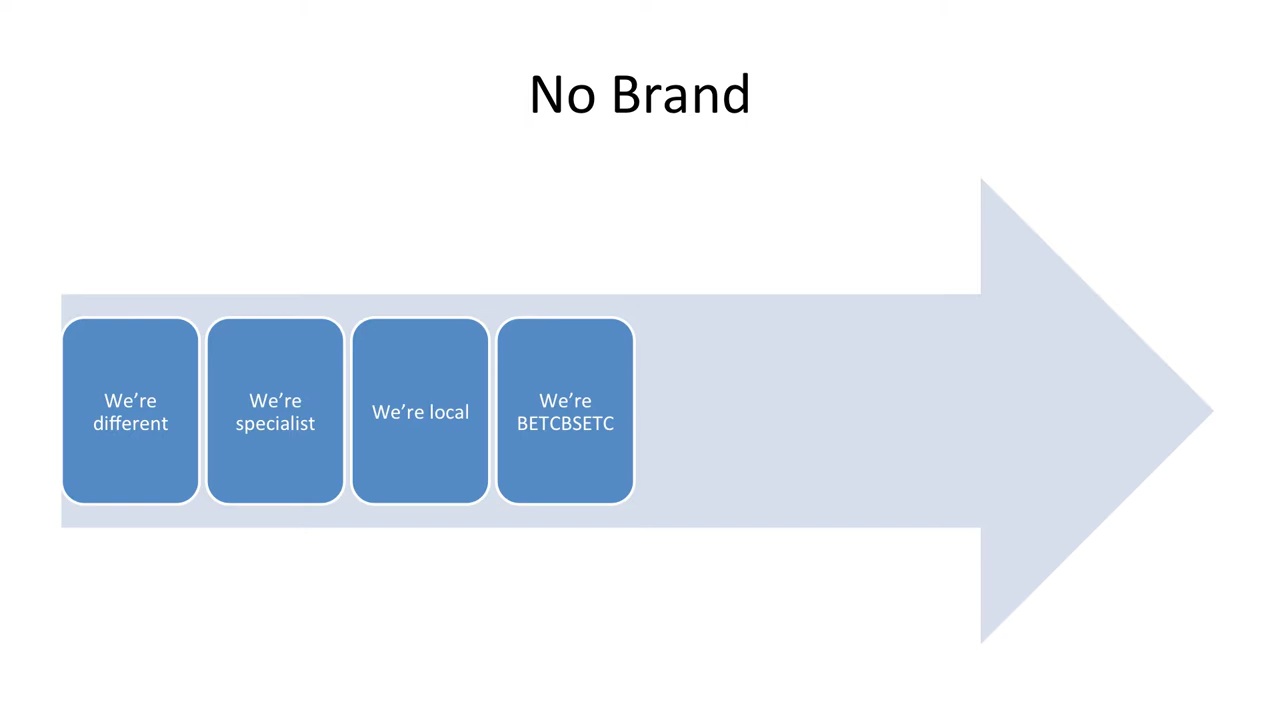 No Brand
We’re
different
We’re
specialist
We’re local
We’re
BETCBSETC